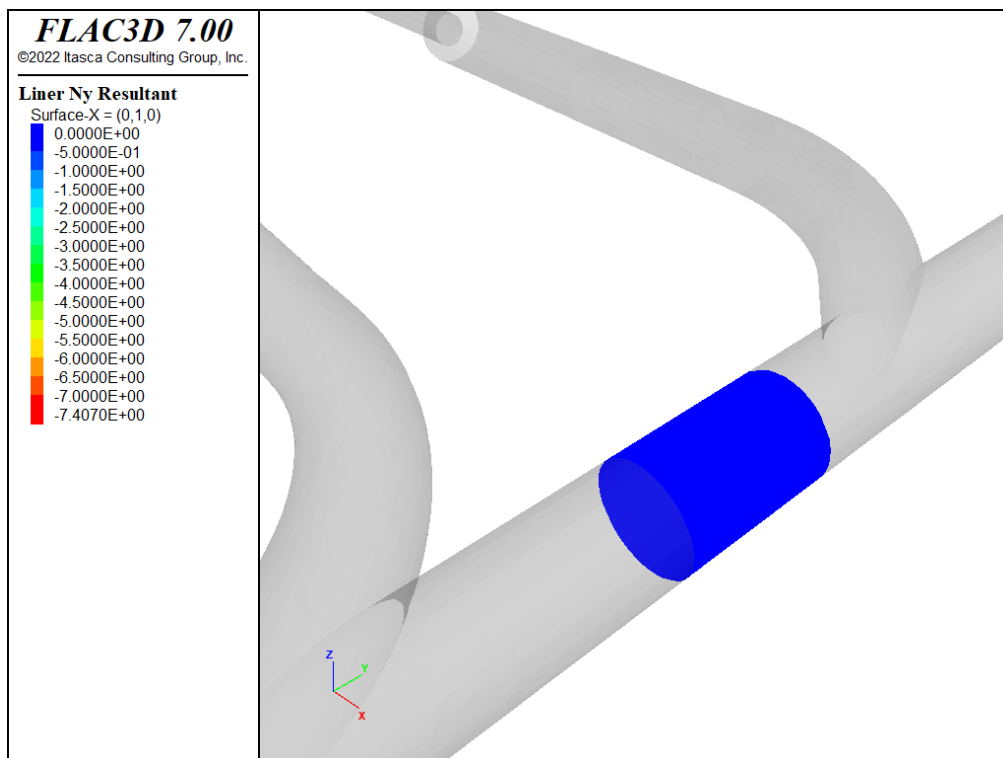 FLAC3D 7.00
©2022 Itasca Consulting Group, Inc.
Liner Ny Resultant
Surface-X = (0,1,0)
0.0000E+00
-5.0000E-01
-1.0000E+00
-1.5000E+00
-2.0000E+00
-2.5000E+00
-3.0000E+00
-3.5000E+00
-4.0000E+00
-4.5000E+00
-5.0000E+00
-5.5000E+00
-6.0000E+00
-6.5000E+00
-7.0000E+00
-7.4070E+00
Z
Y
X